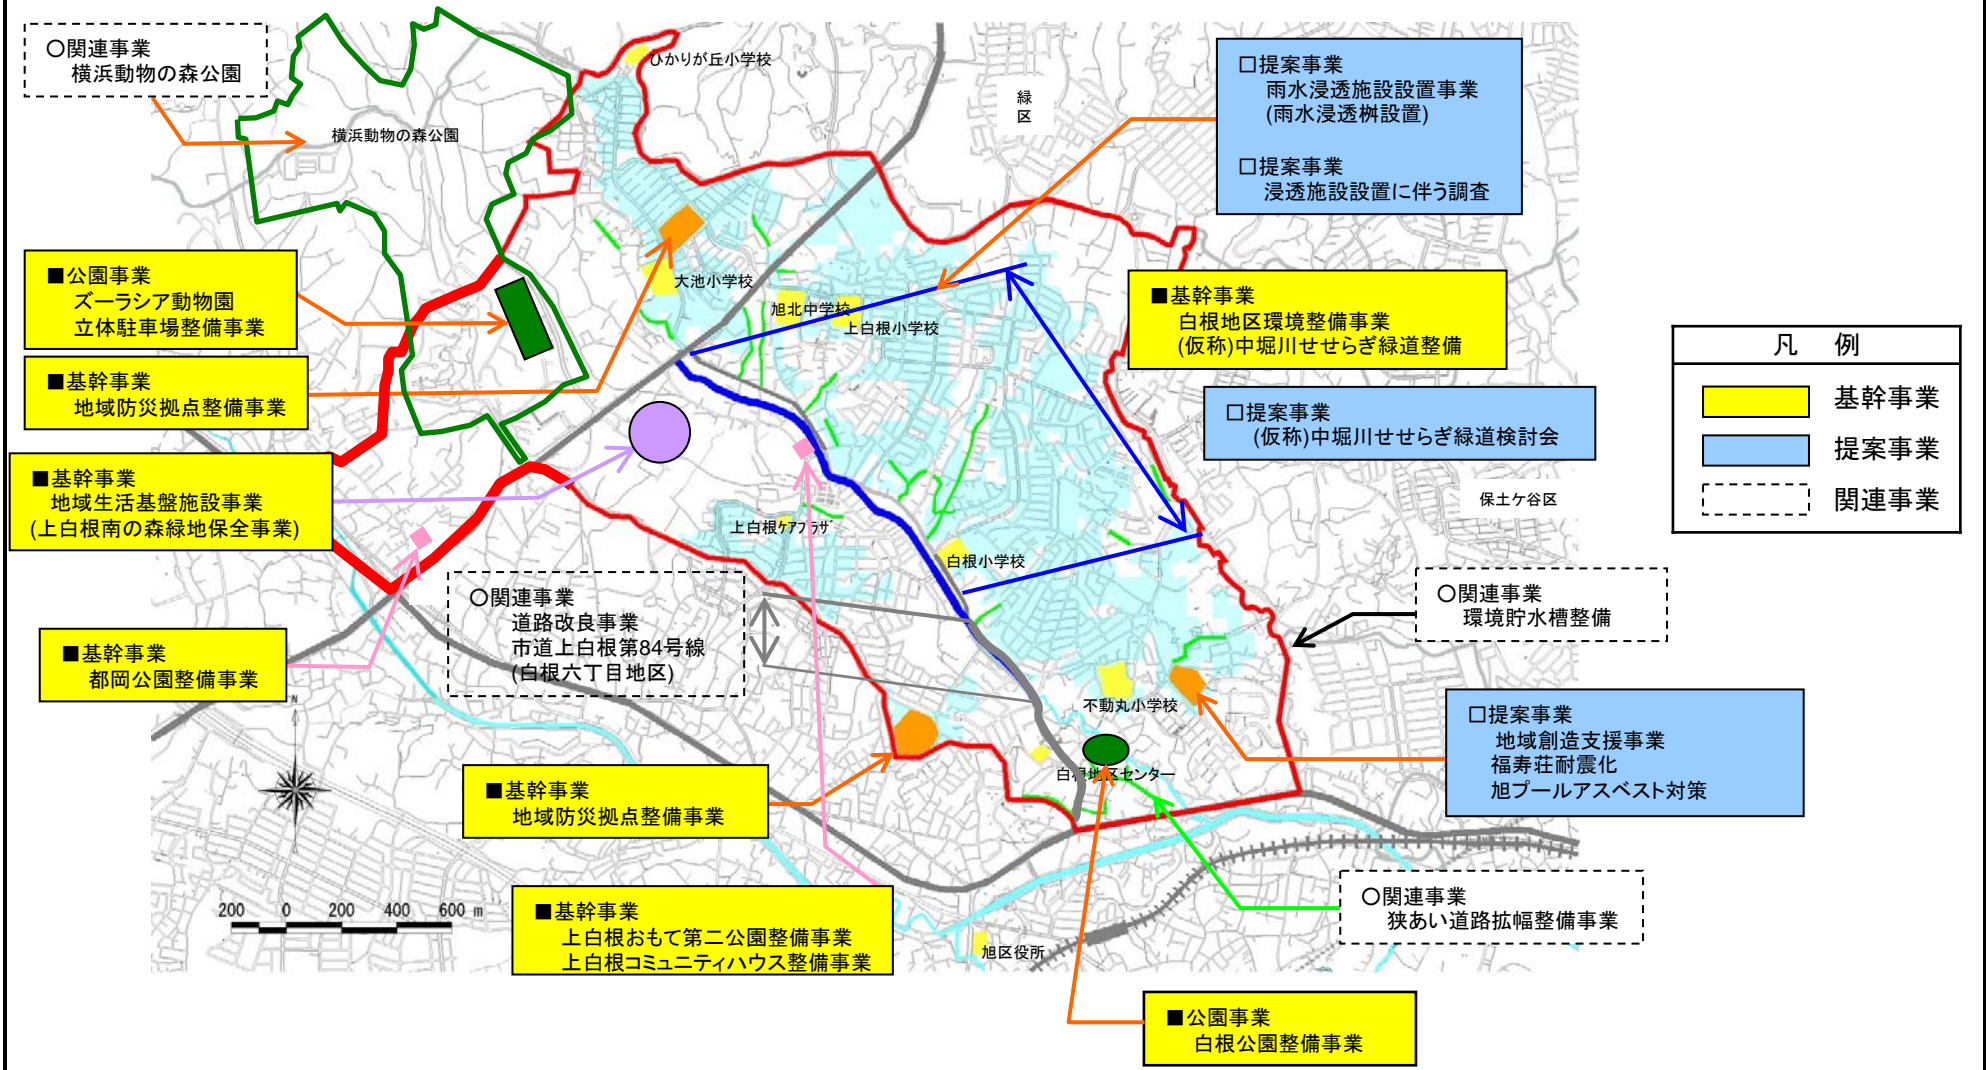 〇関連事業
横浜動物の森公園
ひかりが丘小学校
横浜動物の森公園
緑
区
□提案事業
雨水浸透施設設置事業
(雨水浸透桝設置)
□提案事業
浸透施設設置に伴う調査
■公園事業
ズーラシア動物園
立体駐車場整備事業
大池小学校
旭北中学校
上白根小学校
■基幹事業
白根地区環境整備事業
(仮称)中堀川せせらぎ緑道整備
凡 例
基幹事業
提案事業
関連事業
■基幹事業
地域防災拠点整備事業
□提案事業
(仮称)中堀川せせらぎ緑道検討会
■基幹事業
地域生活基盤施設事業
(上白根南の森緑地保全事業)
保土ケ谷区
上白根ケアプラザ
白根小学校
〇関連事業
道路改良事業
市道上白根第84号線
(白根六丁目地区)
〇関連事業
環境貯水槽整備
■基幹事業
都岡公園整備事業
不動丸小学校
□提案事業
地域創造支援事業
福寿荘耐震化
旭プールアスベスト対策
N
白根地区センター
■基幹事業
地域防災拠点整備事業
200 0 200 400 600 m
■基幹事業
上白根おもて第二公園整備事業
上白根コミュニティハウス整備事業
旭区役所
〇関連事業
狭あい道路拡幅整備事業
■公園事業
白根公園整備事業